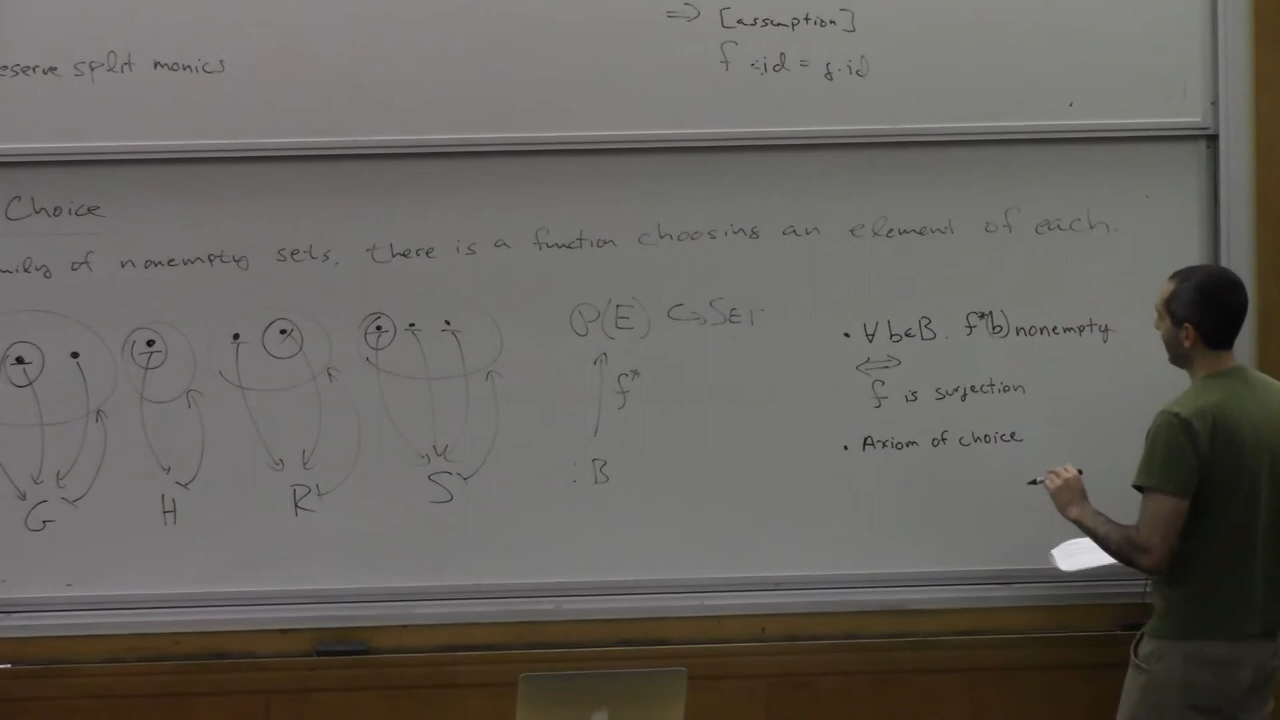 ⇒ [assumption]
f ∘ id = g ∘ id
eserve split monics
Choice
mily of nonempty sets, there is a function choosing an element of each.
P(E) ↪ SET
f*
: B
G H R S
• ∀ b∈B. f*(b) nonempty
⇔
f is surjection
• Axiom of choice